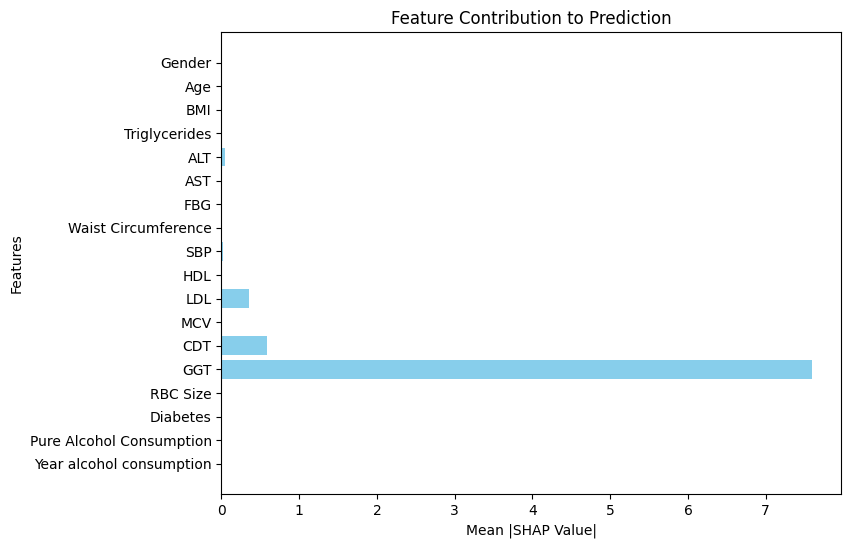 Feature Contribution to Prediction
Features
Gender
Age
BMI
Triglycerides
ALT
AST
FBG
Waist Circumference
SBP
HDL
LDL
MCV
CDT
GGT
RBC Size
Diabetes
Pure Alcohol Consumption
Year alcohol consumption
0 1 2 3 4 5 6 7
Mean |SHAP Value|